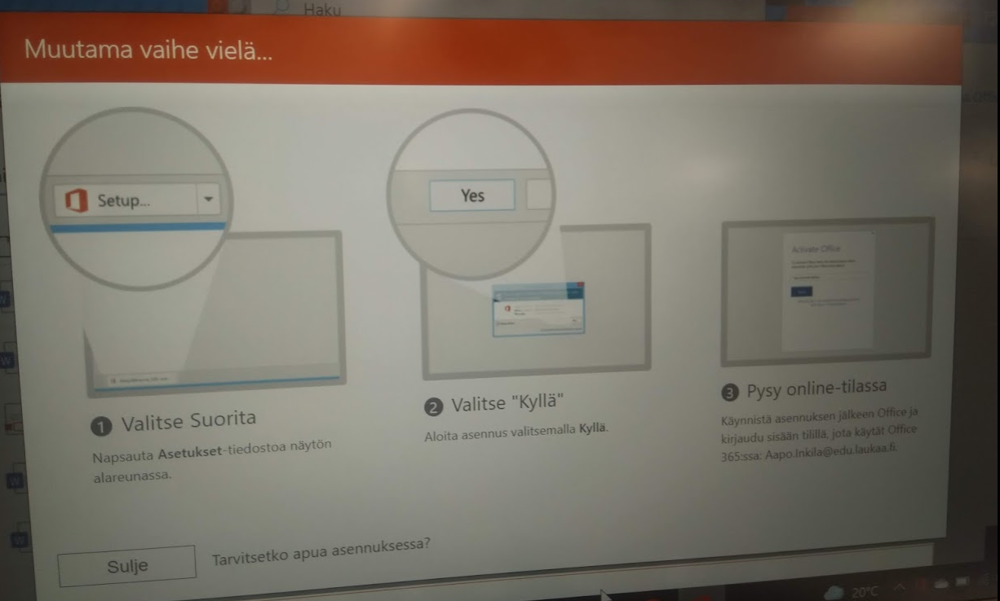 Haku
Muutama vaihe vielä...
Setup...
Yes
Activate Office
1 Valitse Suorita
Napsauta Asetukset-tiedostoa näytön
alareunassa.
2 Valitse "Kyllä"
Aloita asennus valitsemalla Kyllä.
3 Pysy online-tilassa
Käynnistä asennuksen jälkeen Office ja
kirjaudu sisään tilillä, jota käytät Office
365:ssa: Aapo.Inkila@edu.laukaa.fi.
Sulje
Tarvitsetko apua asennuksessa?
20°C